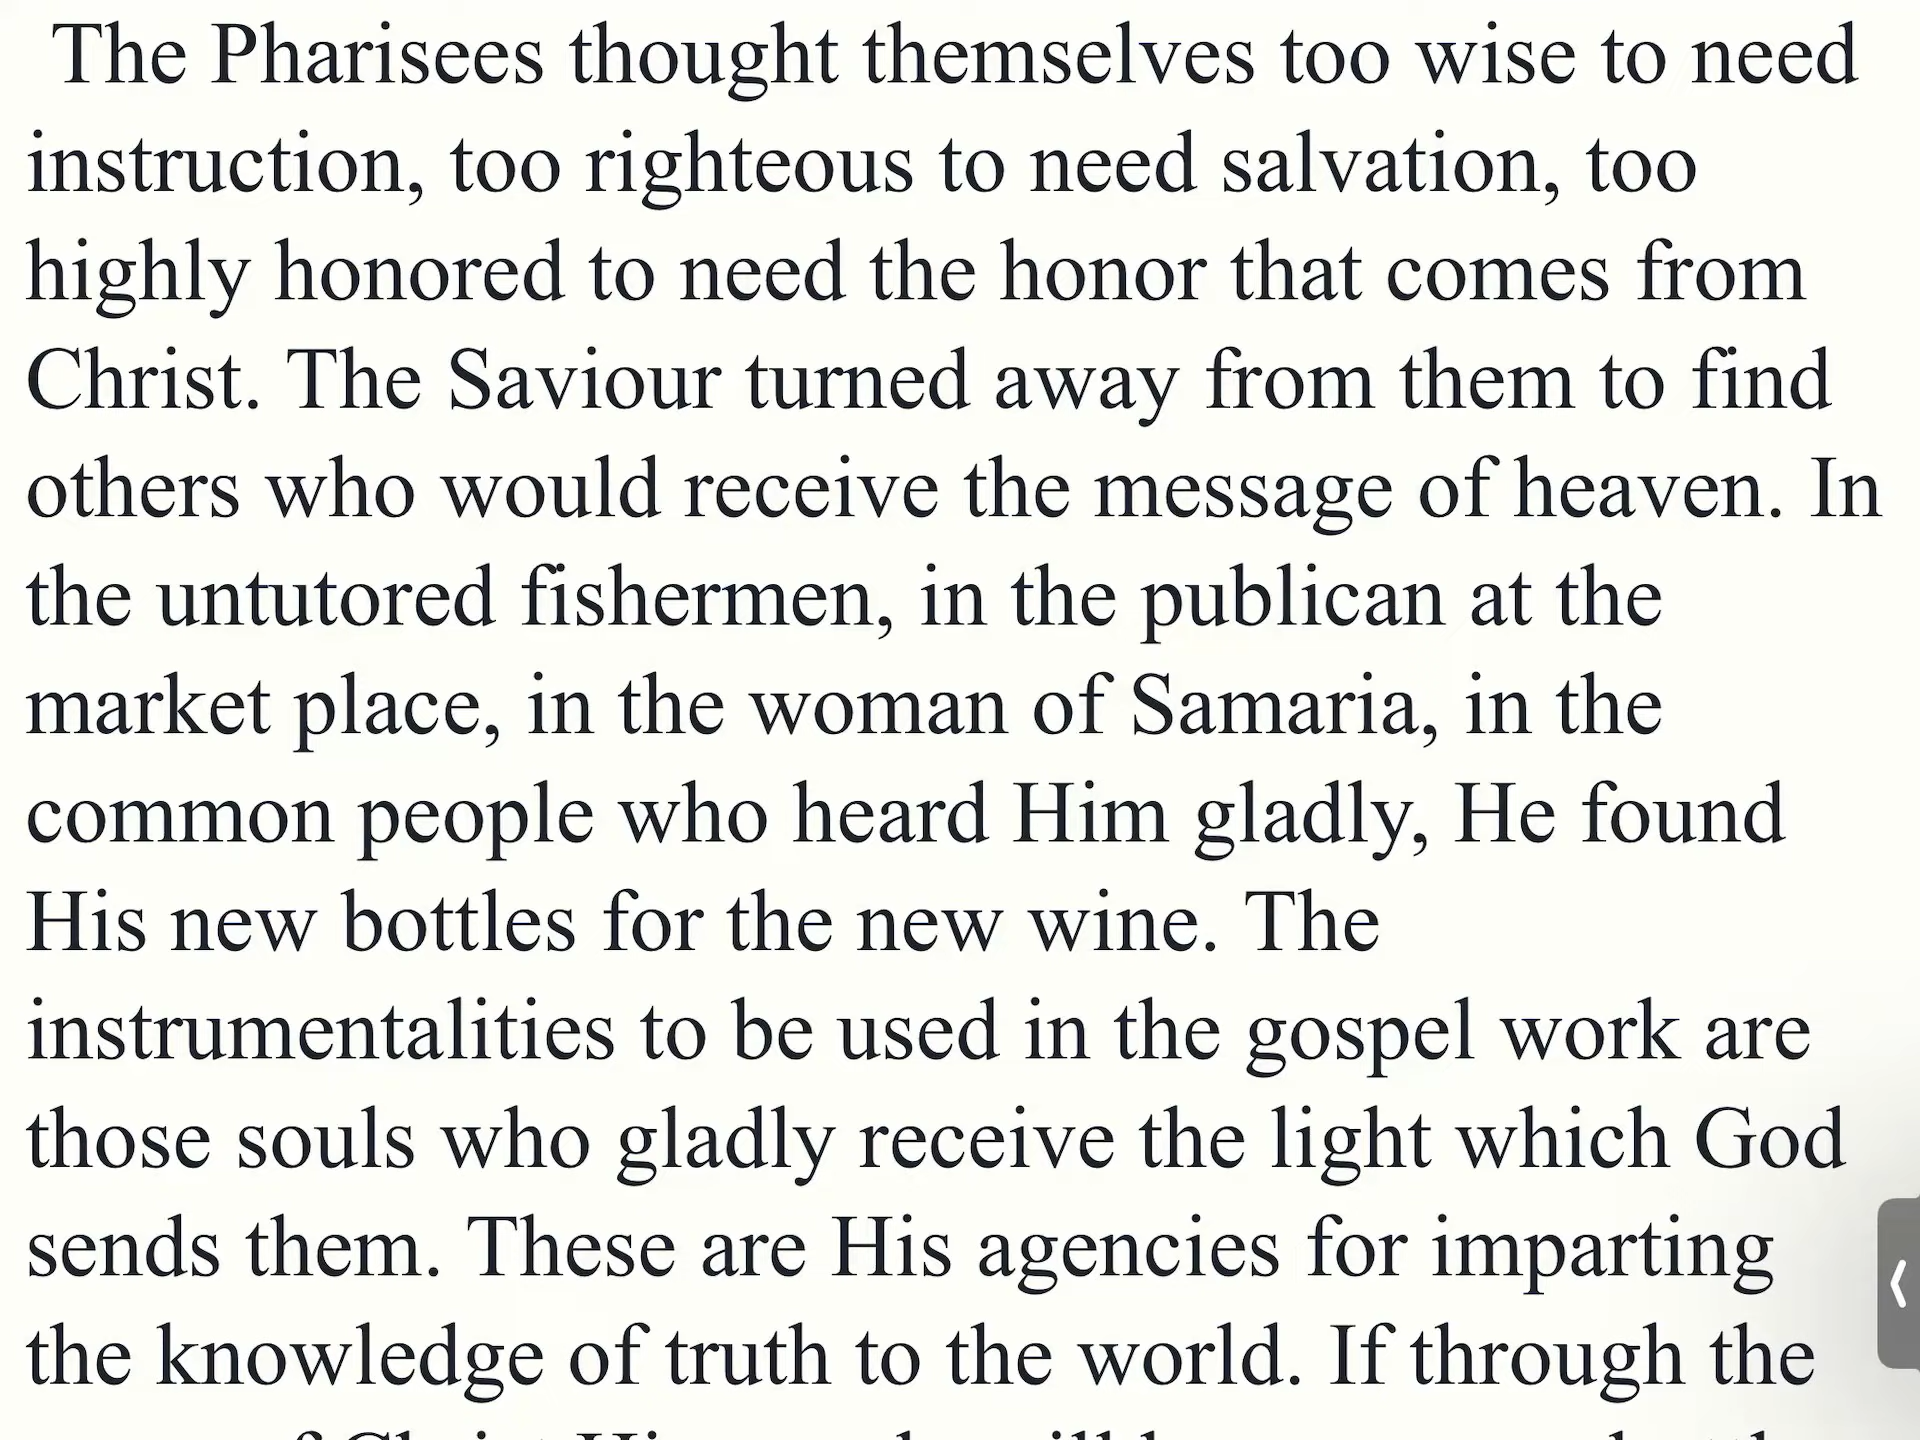 The Pharisees thought themselves too wise to need
instruction, too righteous to need salvation, too
highly honored to need the honor that comes from
Christ. The Saviour turned away from them to find
others who would receive the message of heaven. In
the untutored fishermen, in the publican at the
market place, in the woman of Samaria, in the
common people who heard Him gladly, He found
His new bottles for the new wine. The
instrumentalities to be used in the gospel work are
those souls who gladly receive the light which God
sends them. These are His agencies for imparting
the knowledge of truth to the world. If through the